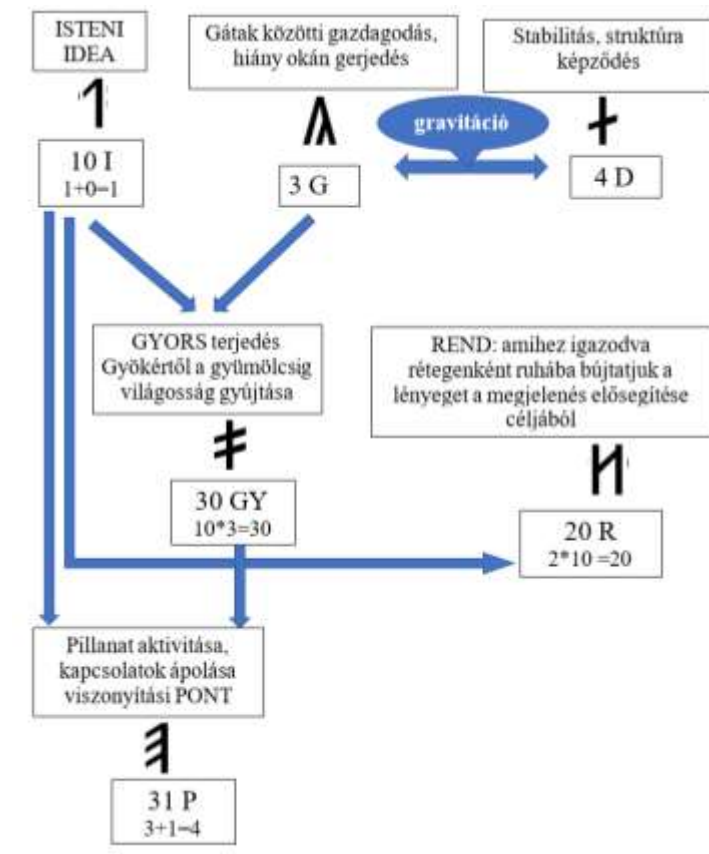 ISTENI
IDEA
Gátak közötti gazdagodás,
hiány okán gerjedés
Stabilitás, struktúra
képződés
𐲐
𐲍
gravitáció
𐲇
10 I
1+0=1
3 G
4 D
GYORS terjedés
Gyökértől a gyümölcsig
világosság gyújtása
REND: amihez igazodva
rétegenként ruhába bújtatjuk a
lényeget a megjelenés elősegítése
céljából
30 GY
10*3=30
20 R
2*10 =20
Pillanat aktivitása,
kapcsolatok ápolása
viszonyítási PONT
31 P
3+1=4